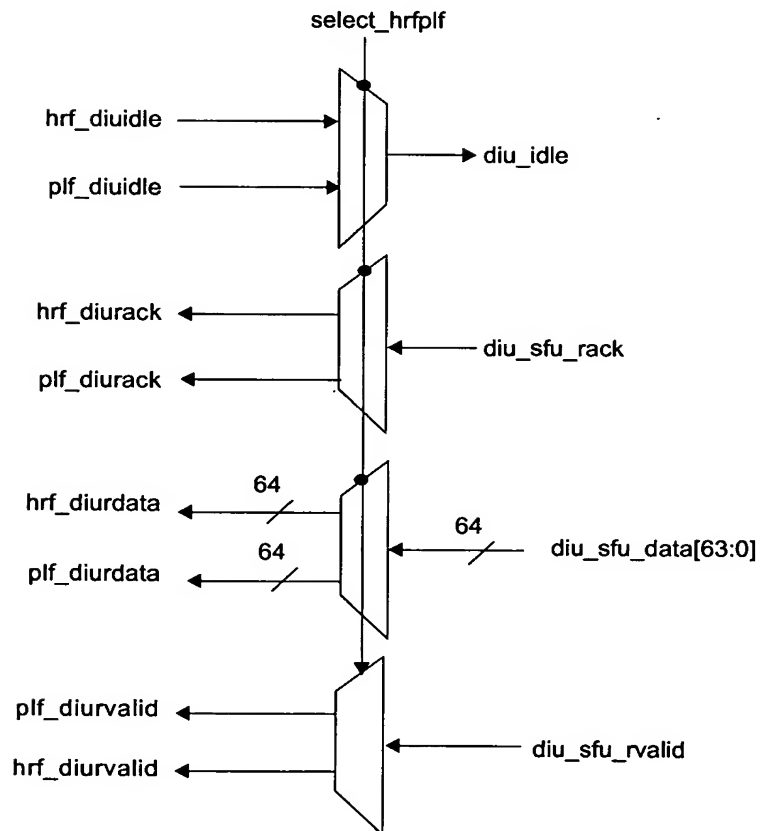 select_hrfplf
hrf_diuidle
diu_idle
plf_diuidle
hrf_diurack
diu_sfu_rack
plf_diurack
64
hrf_diurdata
64
diu_sfu_data[63:0]
64
plf_diurdata
plf_diurvalid
diu_sfu_rvalid
hrf_diurvalid